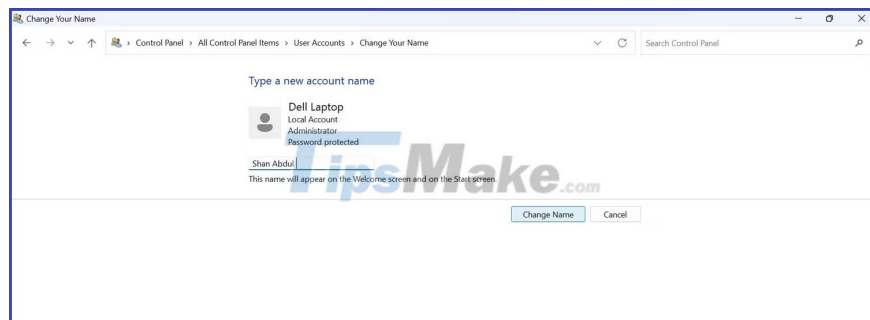 Change Your Name
Control Panel > All Control Panel Items > User Accounts > Change Your Name
Search Control Panel
Type a new account name
Dell Laptop
Local Account
Administrator
Password protected
Shan Abdul
This name will appear on the Welcome screen and on the Start screen.
TipsMake.com
Change Name Cancel